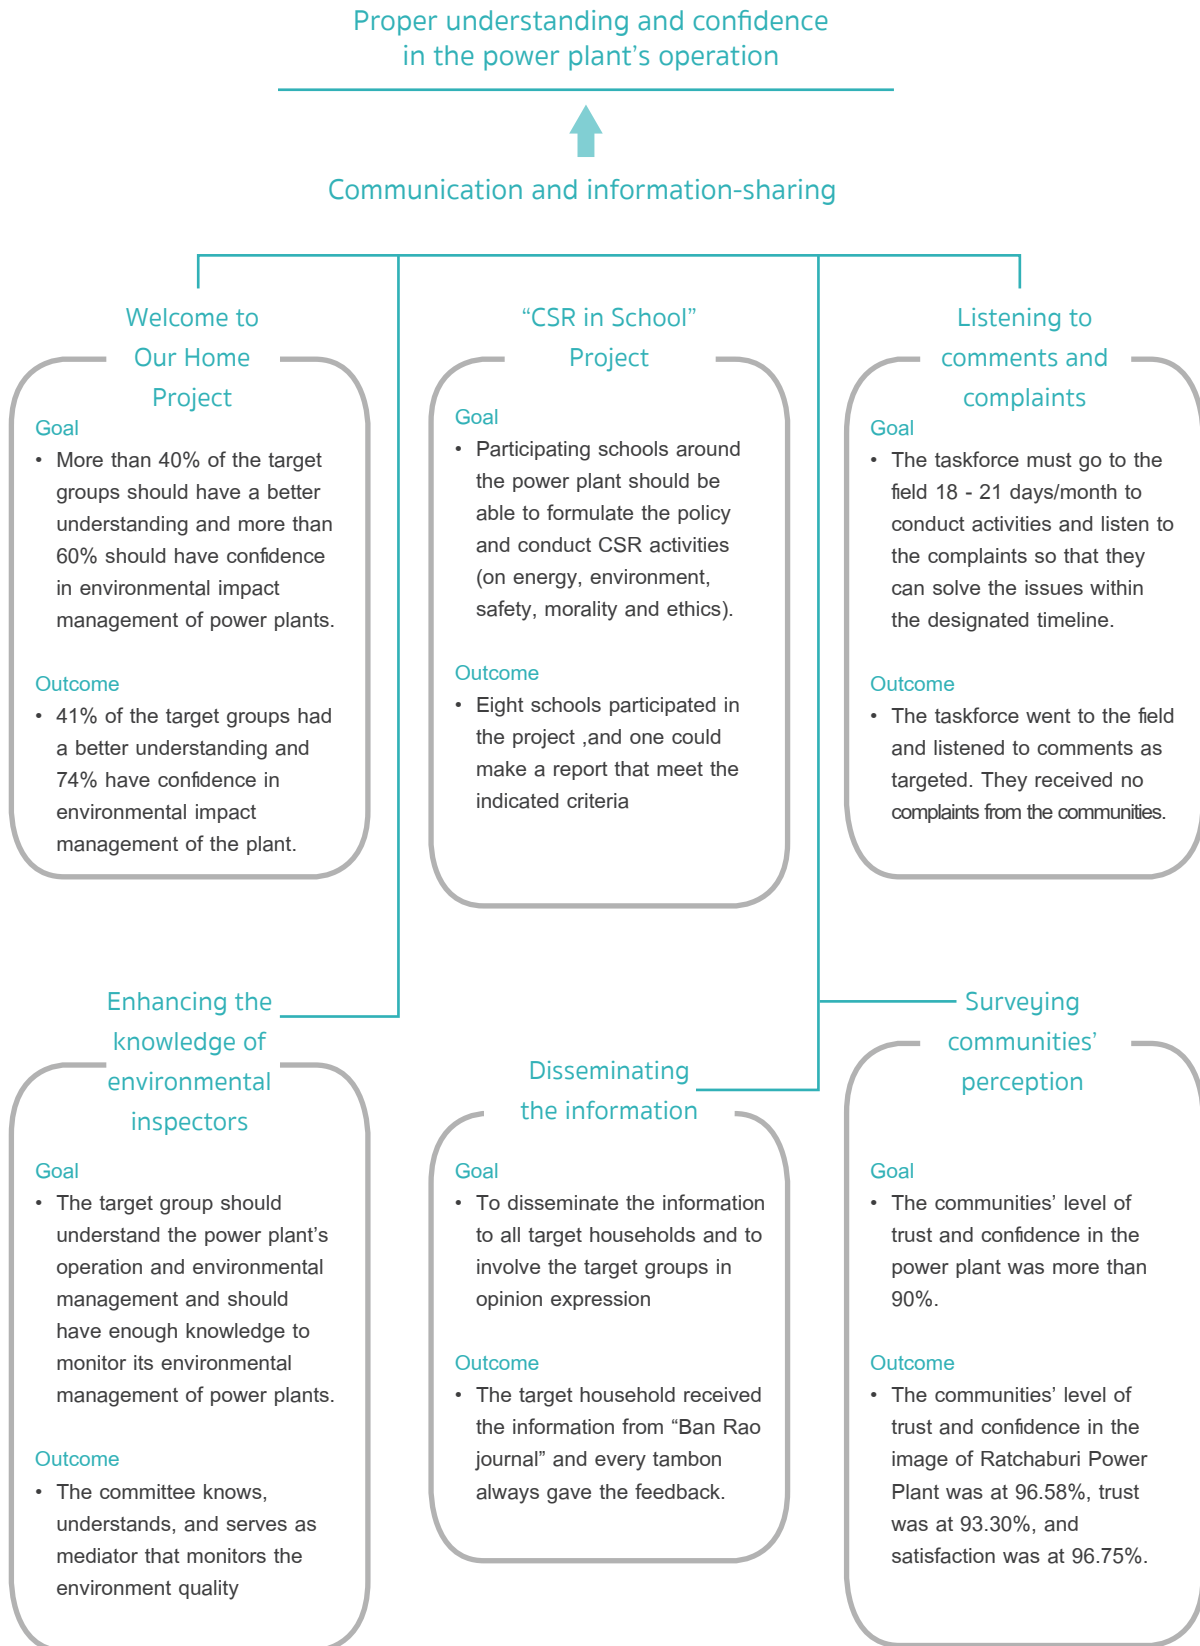 Proper understanding and confidence
in the power plant's operation
Communication and information-sharing
Welcome to
Our Home
Project
Goal
• More than 40% of the target
groups should have a better
understanding and more than
60% should have confidence
in environmental impact
management of power plants.
Outcome
• 41% of the target groups had
a better understanding and
74% have confidence in
environmental impact
management of the plant.
“CSR in School”
Project
Goal
• Participating schools around
the power plant should be
able to formulate the policy
and conduct CSR activities
(on energy, environment,
safety, morality and ethics).
Outcome
• Eight schools participated in
the project ,and one could
make a report that meet the
indicated criteria
Listening to
comments and
complaints
Goal
• The taskforce must go to the
field 18 - 21 days/month to
conduct activities and listen to
the complaints so that they
can solve the issues within
the designated timeline.
Outcome
• The taskforce went to the field
and listened to comments as
targeted. They received no
complaints from the communities.
Enhancing the
knowledge of
environmental
inspectors
Goal
• The target group should
understand the power plant's
operation and environmental
management and should
have enough knowledge to
monitor its environmental
management of power plants.
Outcome
• The committee knows,
understands, and serves as
mediator that monitors the
environment quality
Disseminating
the information
Goal
• To disseminate the information
to all target households and to
involve the target groups in
opinion expression
Outcome
• The target household received
the information from “Ban Rao
journal” and every tambon
always gave the feedback.
Surveying
communities'
perception
Goal
• The communities' level of
trust and confidence in the
power plant was more than
90%.
Outcome
• The communities' level of
trust and confidence in the
image of Ratchaburi Power
Plant was at 96.58%, trust
was at 93.30%, and
satisfaction was at 96.75%.